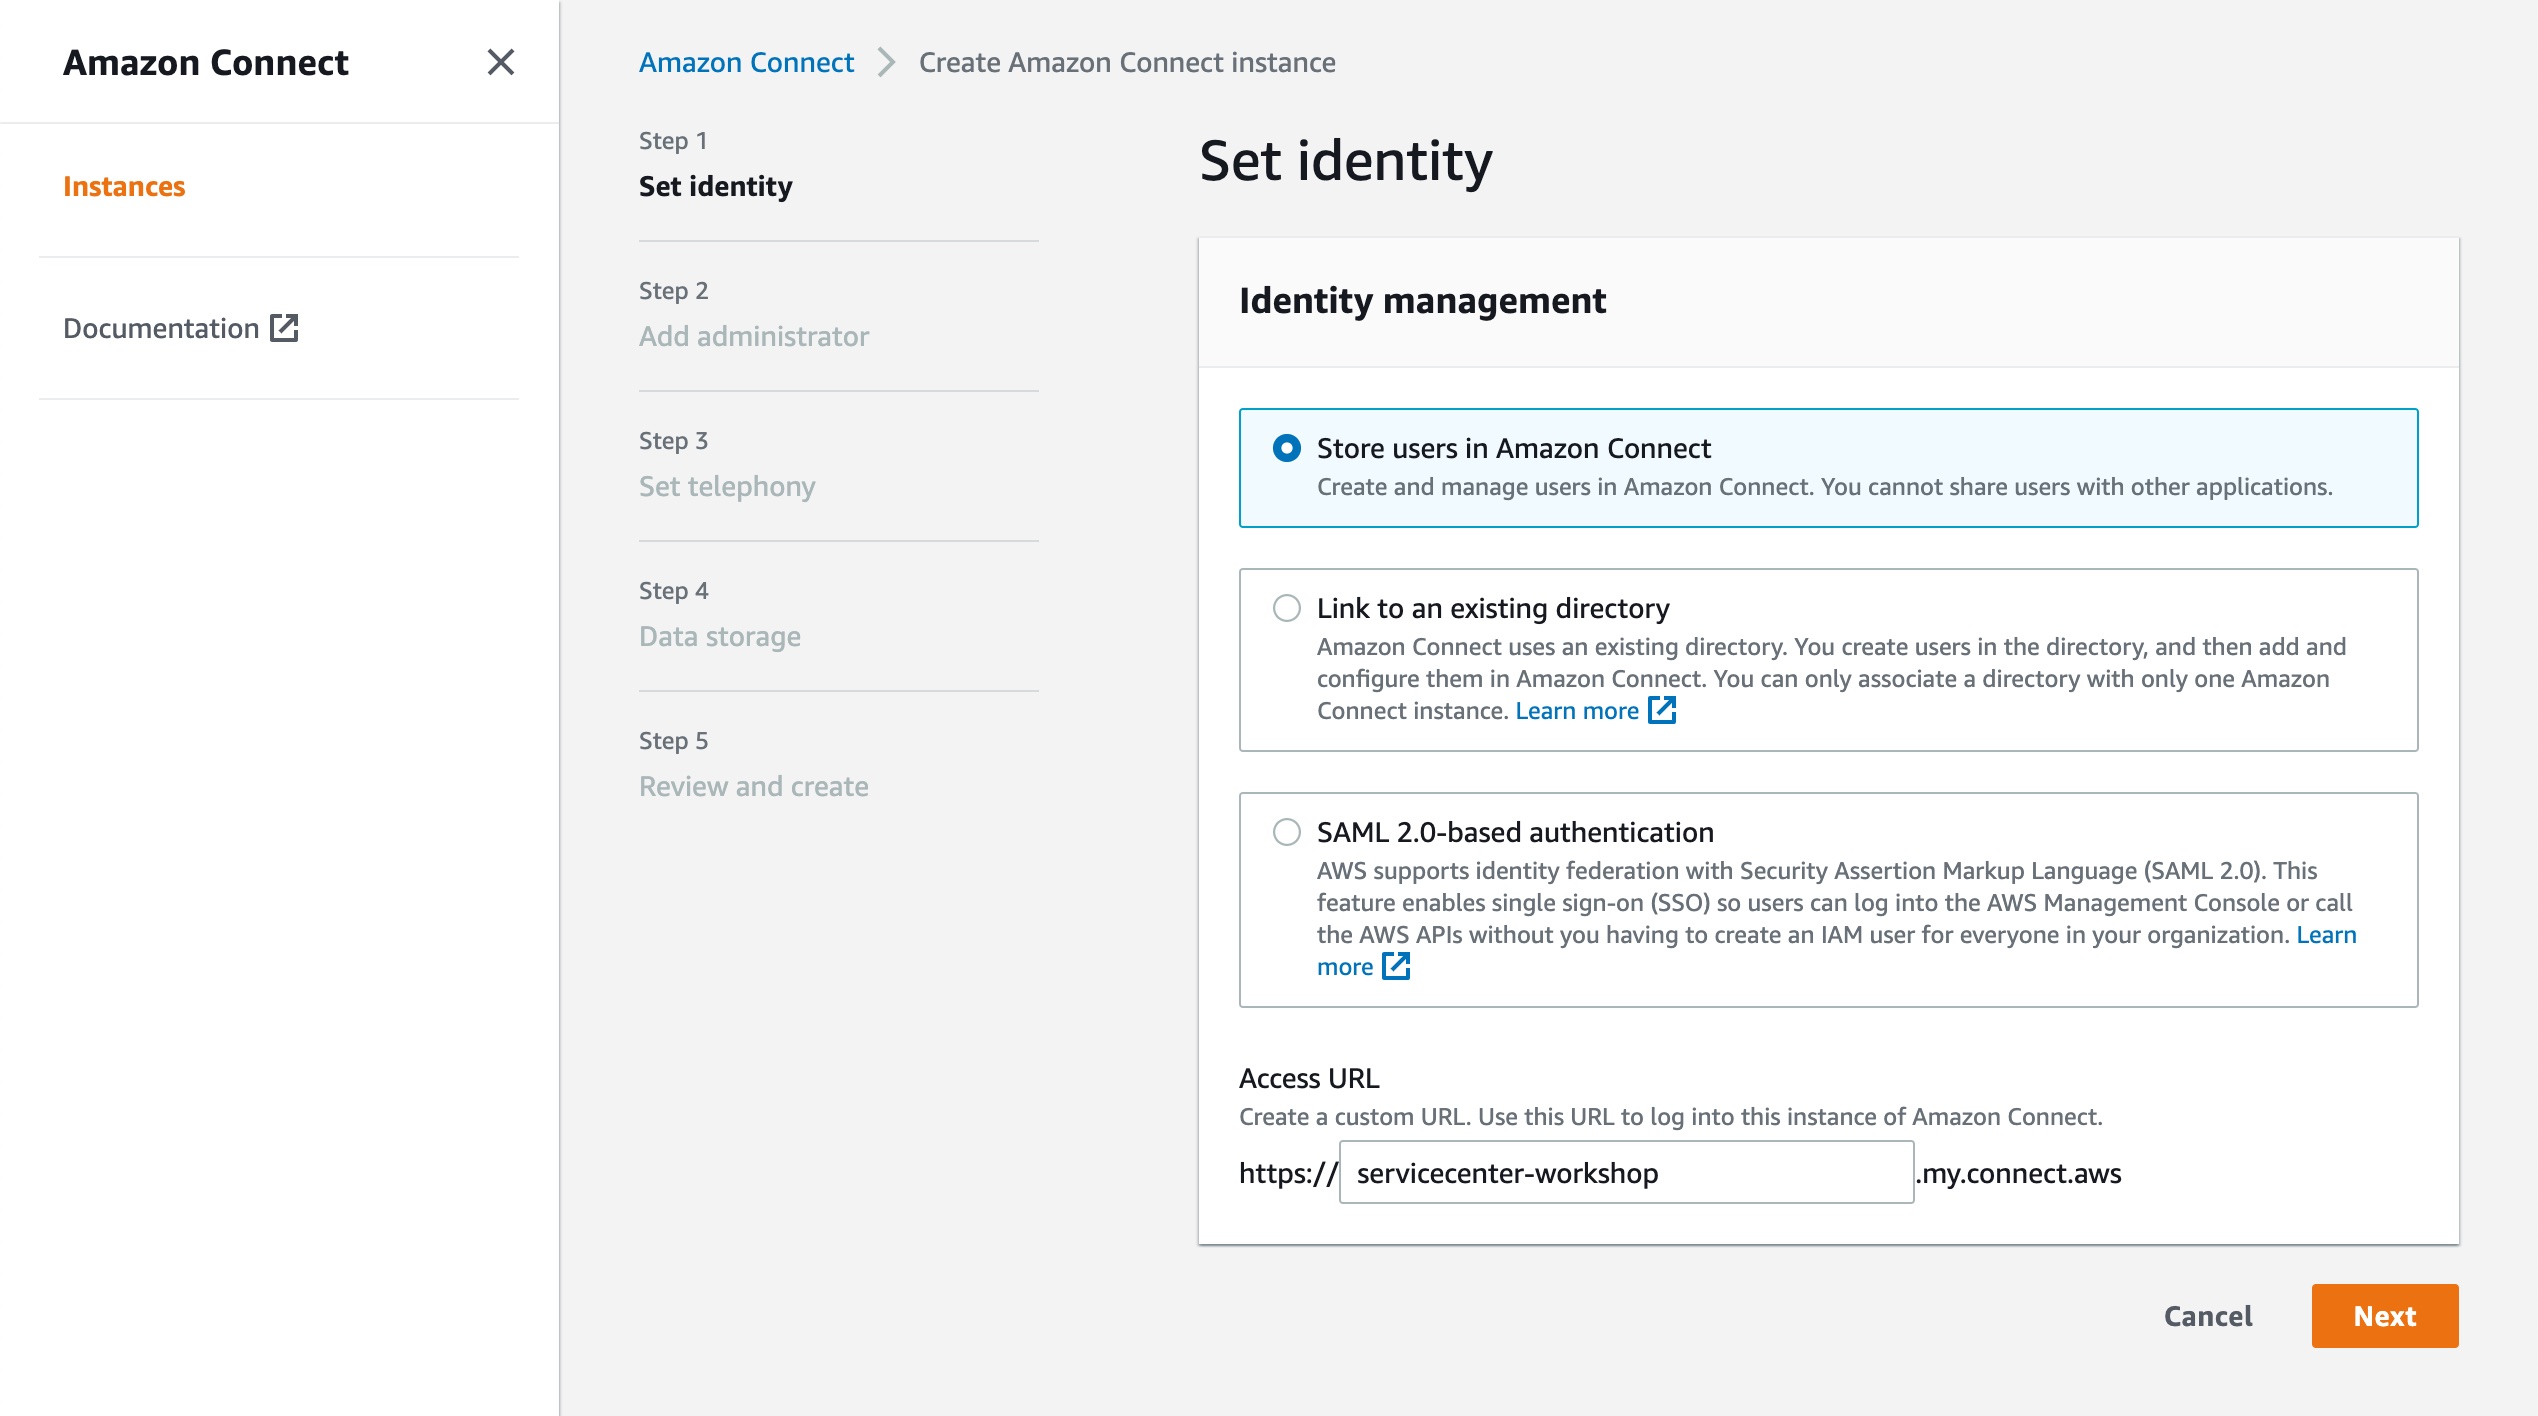 Amazon Connect
Instances
Documentation
Amazon Connect > Create Amazon Connect instance
Step 1
Set identity
Step 2
Add administrator
Step 3
Set telephony
Step 4
Data storage
Step 5
Review and create
Set identity
Identity management
Store users in Amazon Connect
Create and manage users in Amazon Connect. You cannot share users with other applications.
Link to an existing directory
Amazon Connect uses an existing directory. You create users in the directory, and then add and
configure them in Amazon Connect. You can only associate a directory with only one Amazon
Connect instance. Learn more
SAML 2.0-based authentication
AWS supports identity federation with Security Assertion Markup Language (SAML 2.0). This
feature enables single sign-on (SSO) so users can log into the AWS Management Console or call
the AWS APIs without you having to create an IAM user for everyone in your organization. Learn
more
Access URL
Create a custom URL. Use this URL to log into this instance of Amazon Connect.
https:// servicecenter-workshop .my.connect.aws
Cancel Next